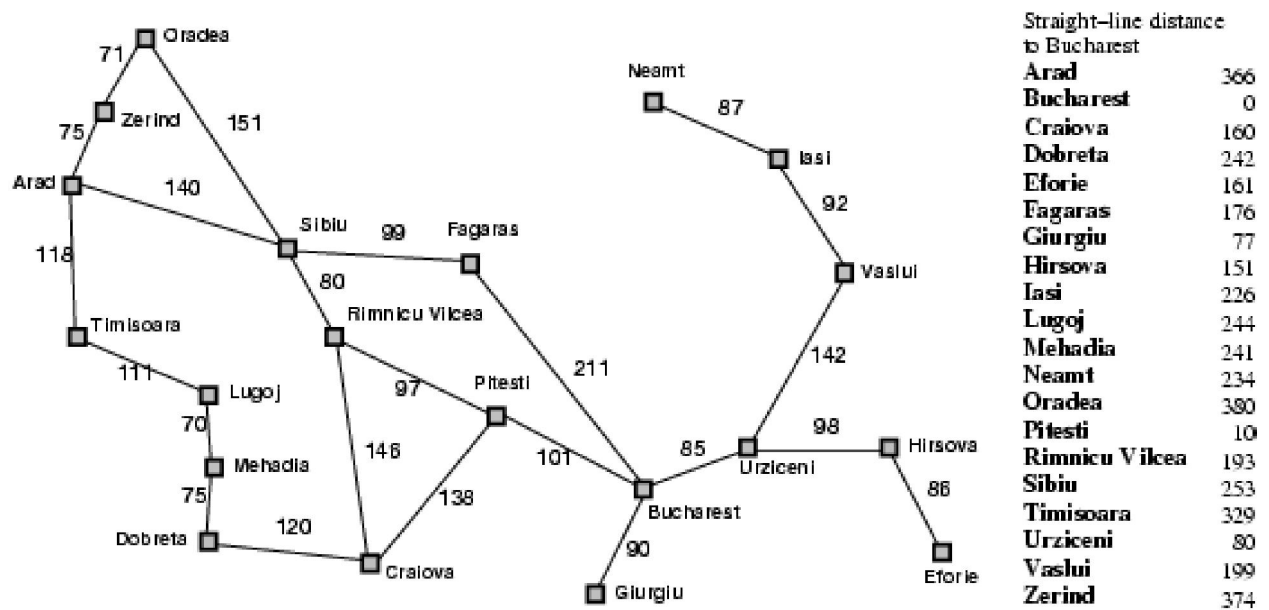 Oradea
71
Neamt
Zerind
87
151
75
Iasi
Arad
140
92
Sibiu
99
Fagaras
118
80
Vaslui
Rimnicu Vilcea
Timisoara
142
111
211
Pitesti
Lugoj
97
70
98
Hirsova
146
85
101
Urziceni
Mehadia
138
86
75
Bucharest
120
Dobreta
90
Craiova
Eforie
Giurgiu
Straight-line distance
to Bucharest
Arad 366
Bucharest 0
Craiova 160
Dobreta 242
Eforie 161
Fagaras 176
Giurgiu 77
Hirsova 151
Iasi 226
Lugoj 244
Mehadia 241
Neamt 234
Oradea 380
Pitesti 10
Rimnicu Vilcea 193
Sibiu 253
Timisoara 329
Urziceni 80
Vaslui 199
Zerind 374